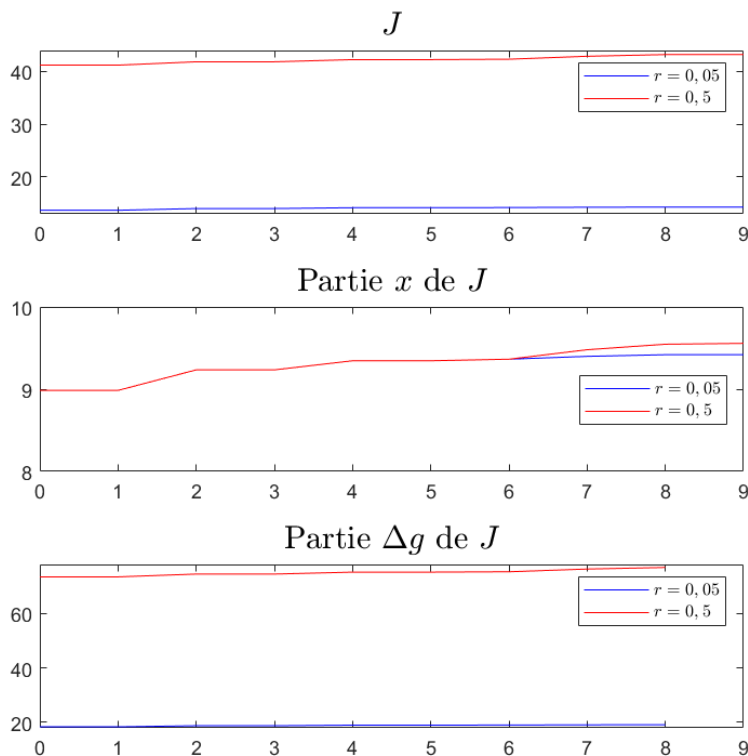 J
40
30
20
r = 0, 05
r = 0, 5
0 1 2 3 4 5 6 7 8 9
Partie x de J
10
9
8
r = 0, 05
r = 0, 5
0 1 2 3 4 5 6 7 8 9
Partie Δg de J
60
40
20
r = 0, 05
r = 0, 5
0 1 2 3 4 5 6 7 8 9